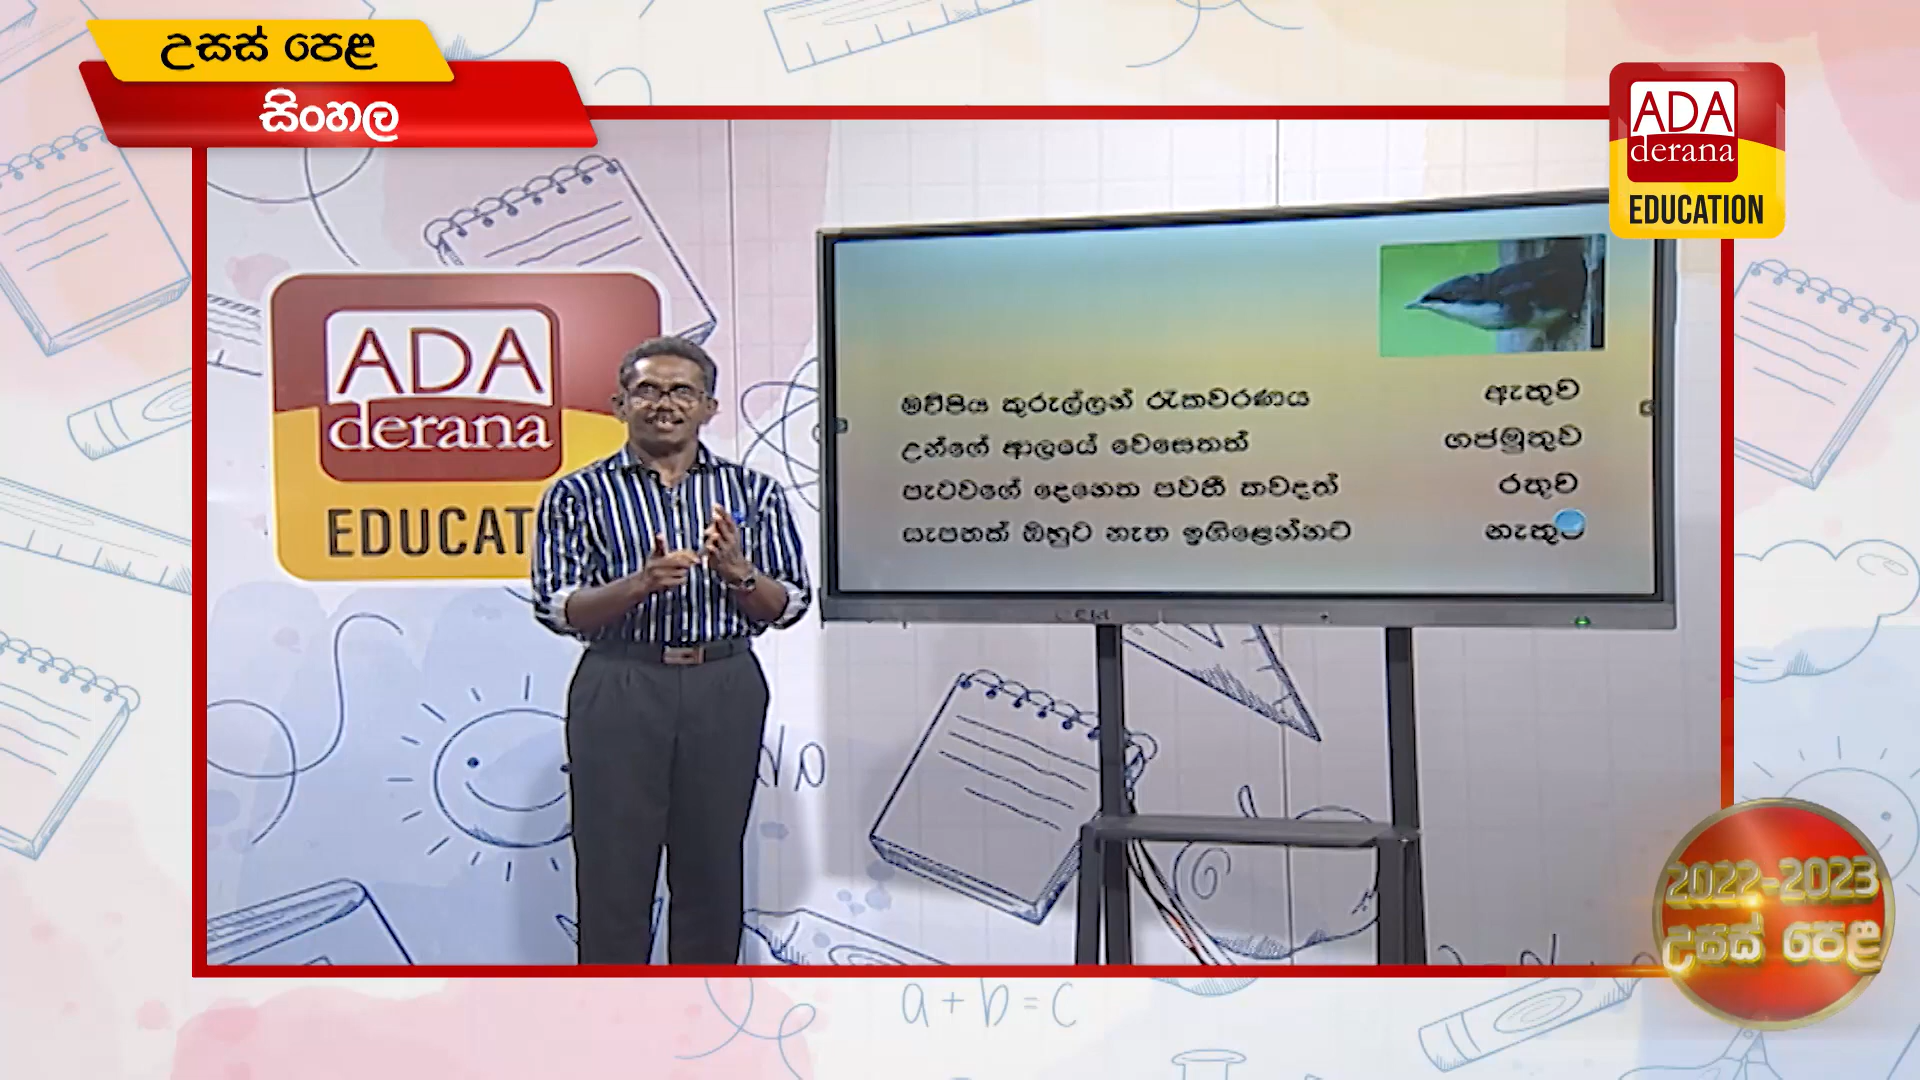 උසස් පෙළ
සිංහල
ADA
derana
EDUCATION
ADA
derana
EDUCAT
මව්පිය කුරුල්ලන් රැකවරණය ඇතුව
උන්ගේ ආලයේ වෙසෙතත් ගජමුතුව
පැටවගේ දෙනෙත පවතී කවදත් රතුව
සැපතක් ඔහුට නැත ඉගිළෙන්නට නැතුව
2022-2023
උසස් පෙළ
a+b=c